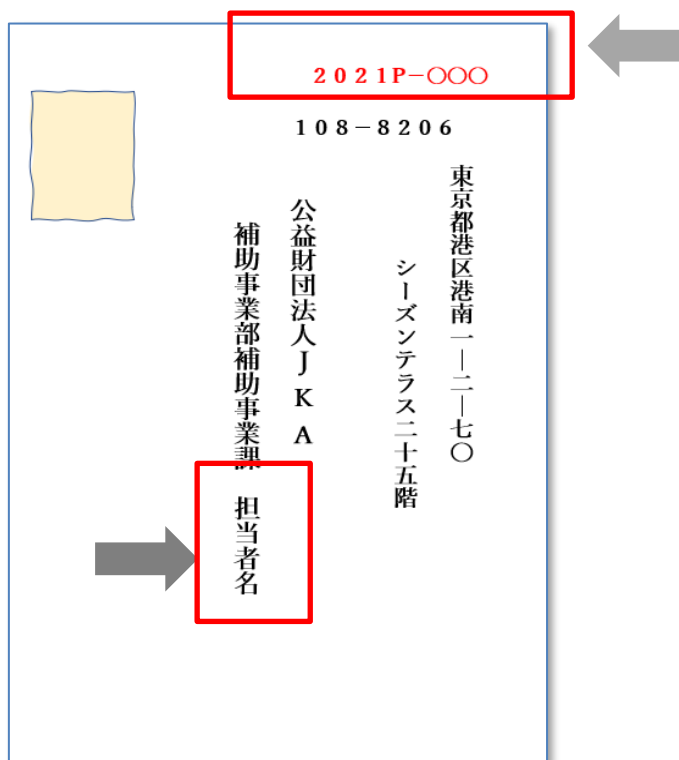 2021P−〇〇〇
108−8206
東京都港区港南一―二―七〇
シーズンテラス二十五階
公益財団法人JKA
補助事業部補助事業課　担当者名